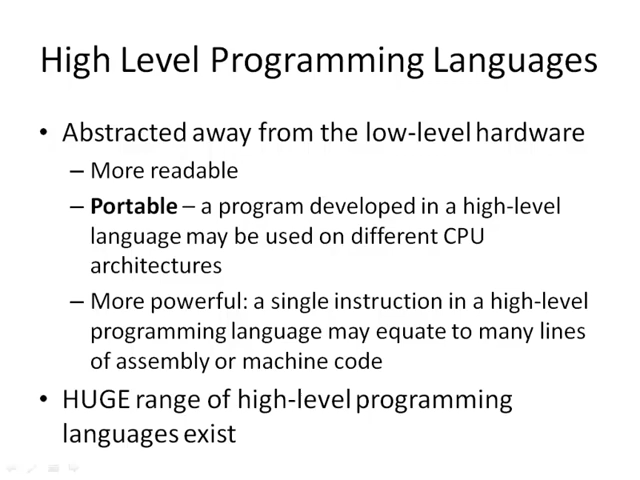 High Level Programming Languages
• Abstracted away from the low-level hardware
– More readable
– Portable – a program developed in a high-level
language may be used on different CPU
architectures
– More powerful: a single instruction in a high-level
programming language may equate to many lines
of assembly or machine code
• HUGE range of high-level programming
languages exist